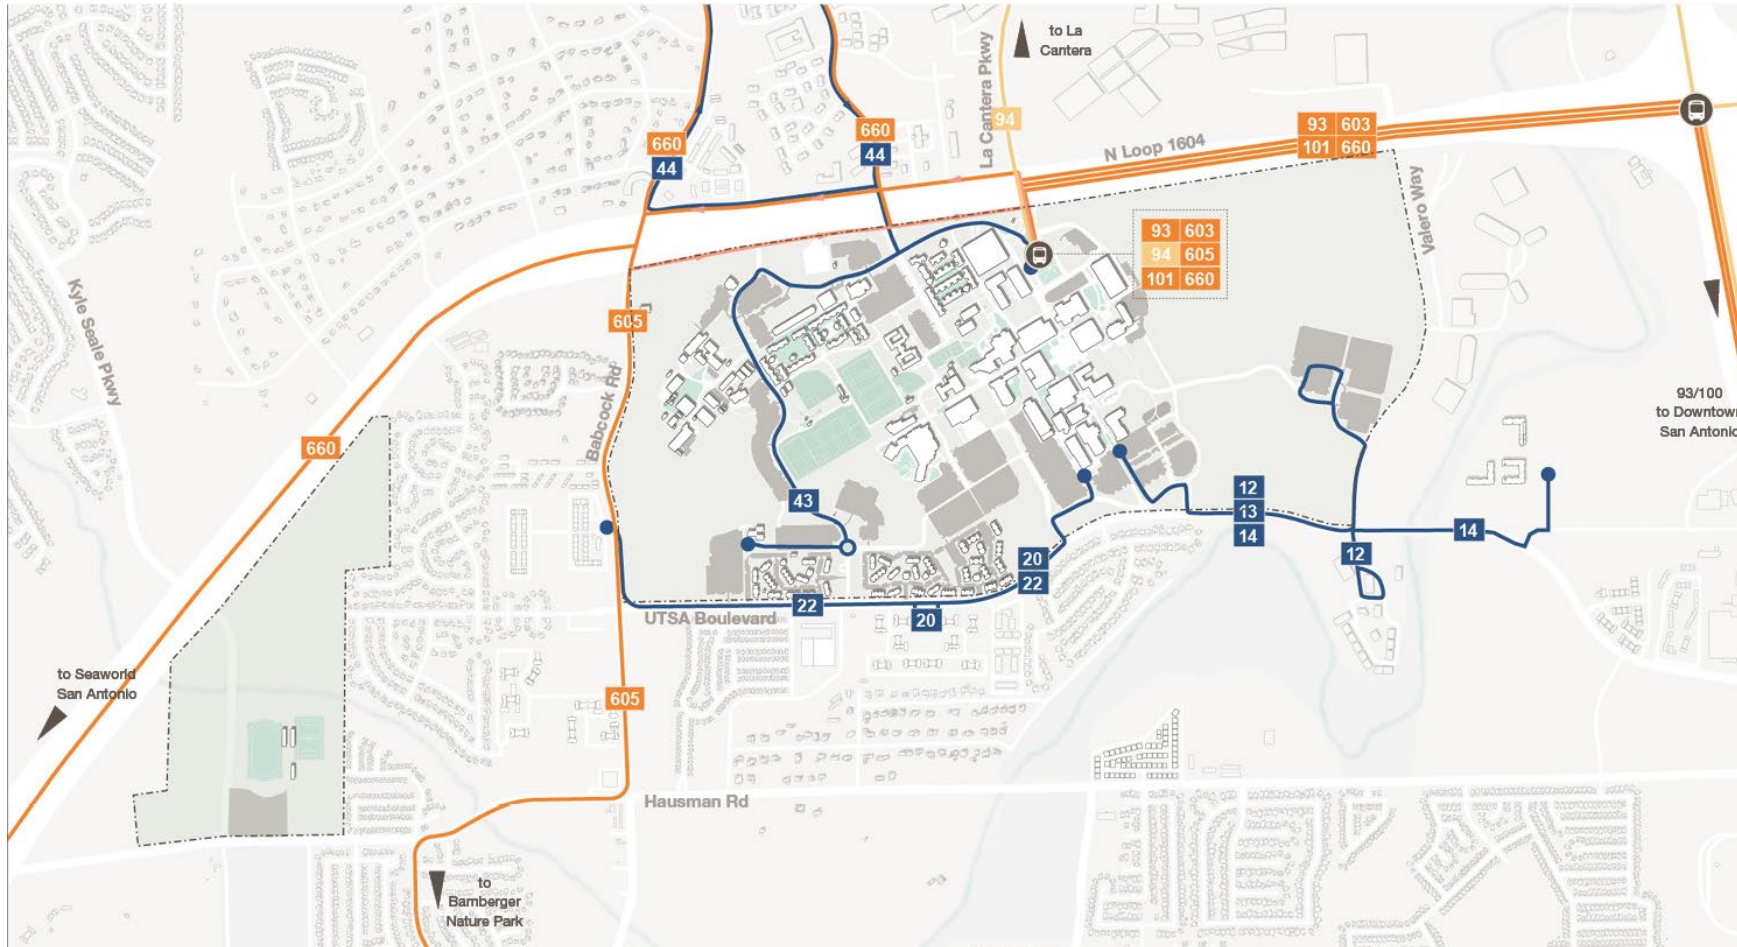 to La
Cantera
La Cantera Pkwy
94
660
44
660
44
N Loop 1604
93 603
101 660
Valero Way
93 603
94 605
101 660
Kyle Seale Pkwy
605
Babcock Rd
660
93/100
to Downtown
San Antonio
43
12
13
14
14
12
20
22
22
20
UTSA Boulevard
to Seaworld
San Antonio
605
Hausman Rd
to
Bamberger
Nature Park